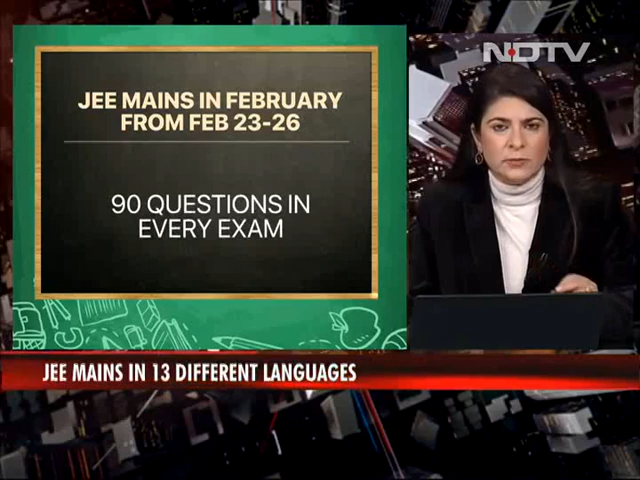 NDTV
JEE MAINS IN FEBRUARY
FROM FEB 23-26
90 QUESTIONS IN
EVERY EXAM
JEE MAINS IN 13 DIFFERENT LANGUAGES